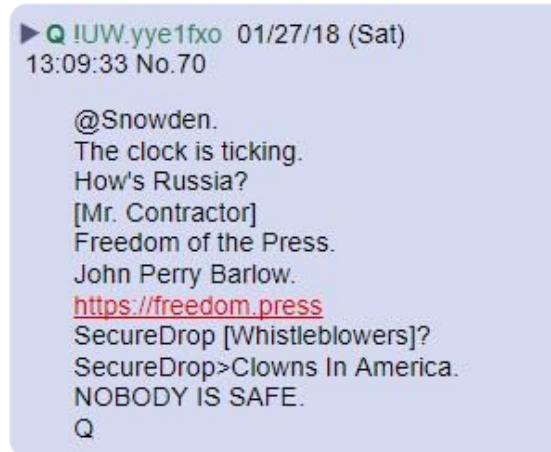 ▶ Q !UW.yye1fxo 01/27/18 (Sat)
13:09:33 No.70
@Snowden.
The clock is ticking.
How's Russia?
[Mr. Contractor]
Freedom of the Press.
John Perry Barlow.
https://freedom.press
SecureDrop [Whistleblowers]?
SecureDrop>Clowns In America.
NOBODY IS SAFE.
Q